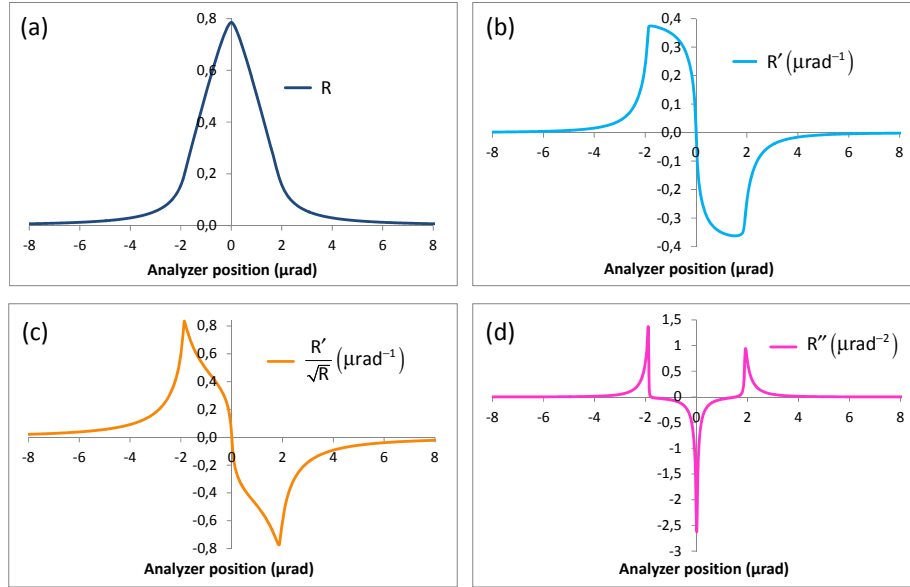 (a)
0,8
0,6
0,4
0,2
0,0
R
-8 -6 -4 -2 0 2 4 6 8
Analyzer position (µrad)
(b)
0,4
0,3
0,2
0,1
0,0
-0,1
-0,2
-0,3
-0,4
R′ (µrad⁻¹)
-8 -6 -4 -2 0 2 4 6 8
Analyzer position (µrad)
(c)
0,8
0,6
0,4
0,2
0,0
-0,2
-0,4
-0,6
-0,8
R′/√R (µrad⁻¹)
-8 -6 -4 -2 0 2 4 6 8
Analyzer position (µrad)
(d)
1,5
1
0,5
0
-0,5
-1
-1,5
-2
-2,5
-3
R″ (µrad⁻²)
-8 -6 -4 -2 0 2 4 6 8
Analyzer position (µrad)